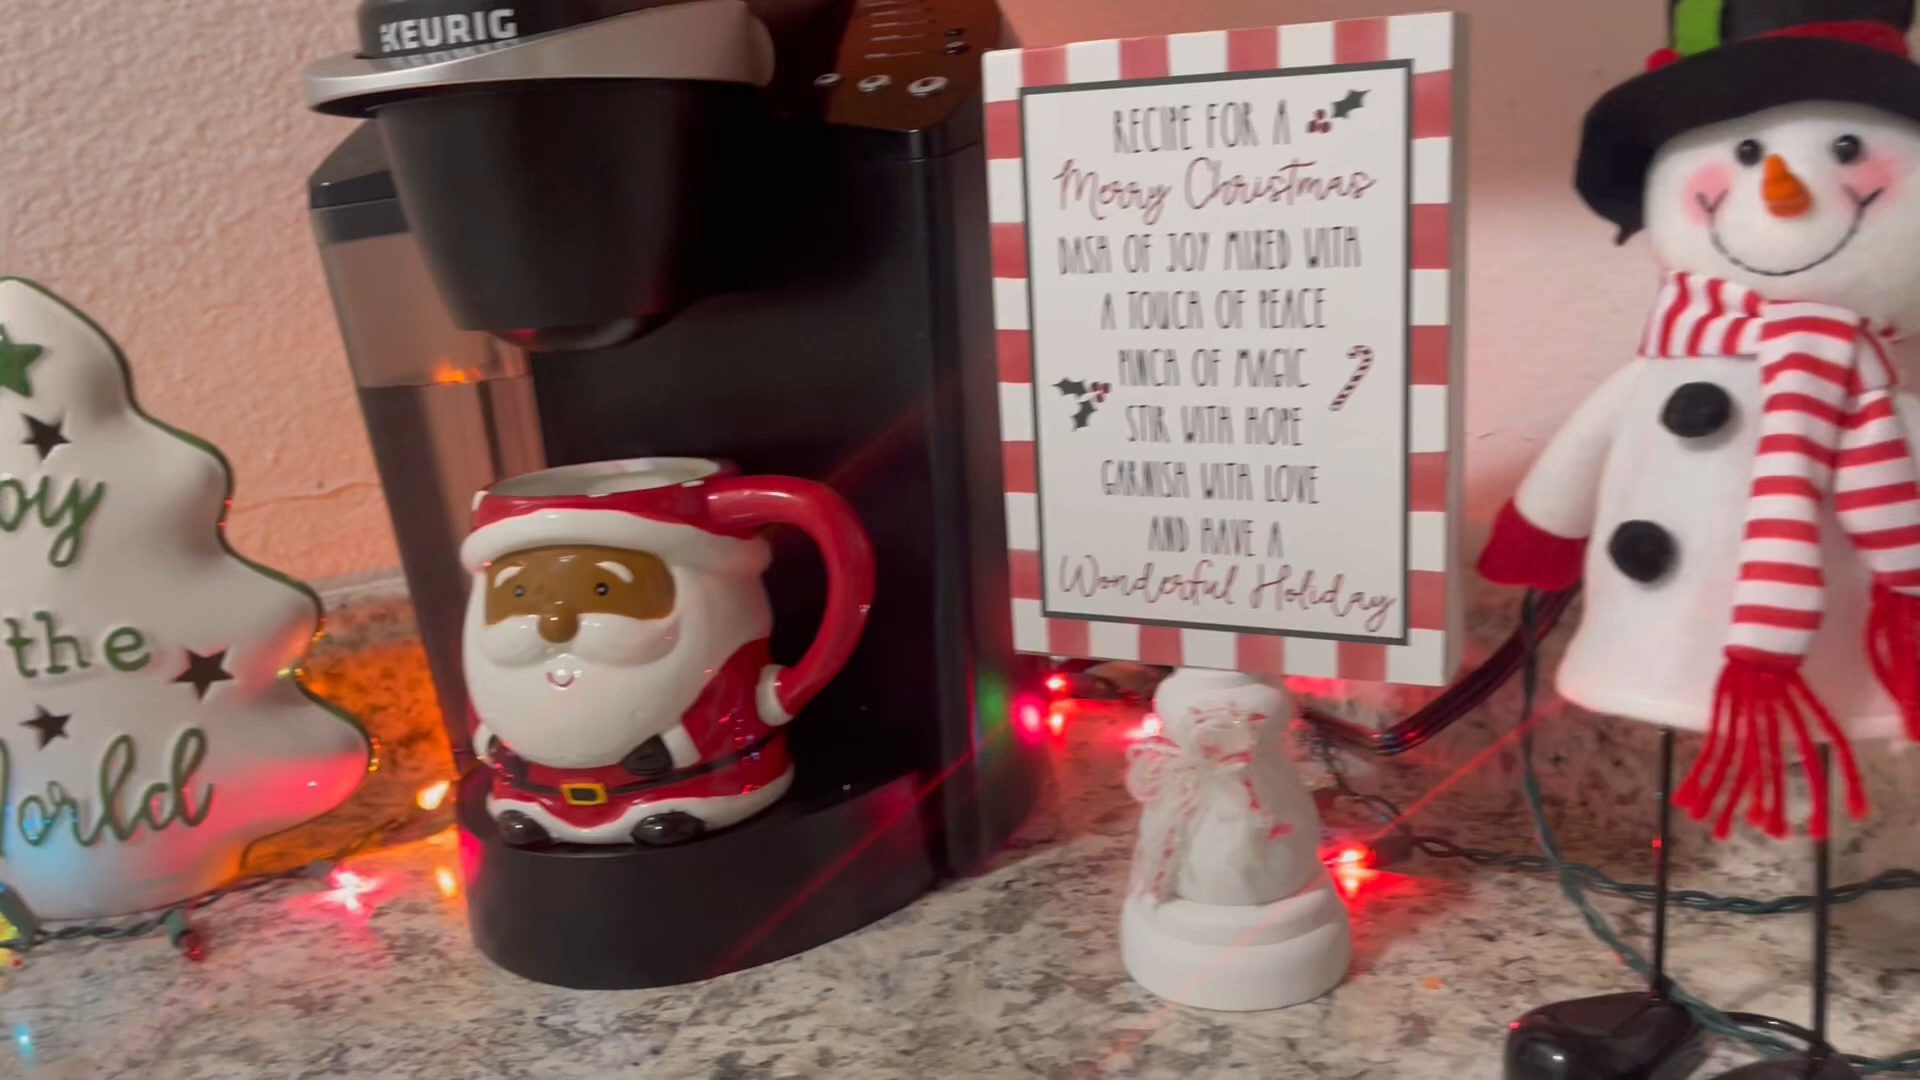 KEURIG
RECIPE FOR A
Merry Christmas
DASH OF JOY MIXED WITH
A TOUCH OF PEACE
PINCH OF MAGIC
STIR WITH HOPE
GARNISH WITH LOVE
AND HAVE A
Wonderful Holiday
oy
the
World